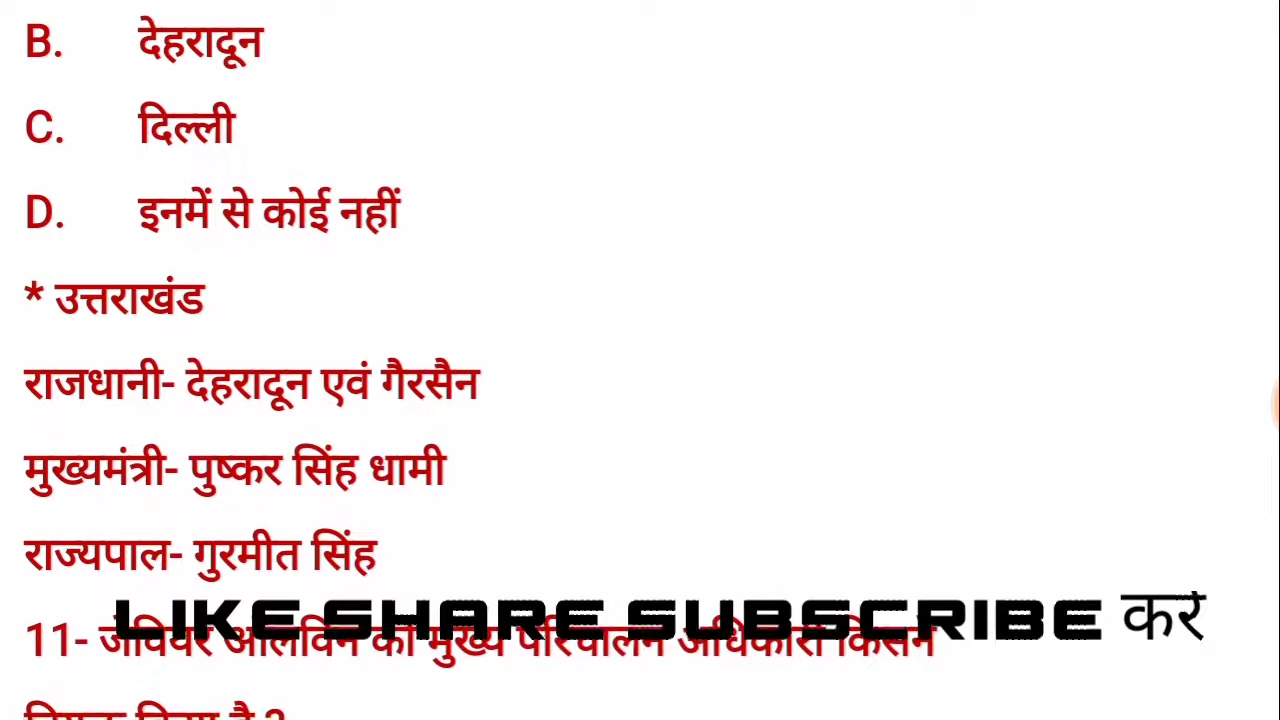 B. देहरादून
C. दिल्ली
D. इनमें से कोई नहीं
* उत्तराखंड
राजधानी- देहरादून एवं गैरसैन
मुख्यमंत्री- पुष्कर सिंह धामी
राज्यपाल- गुरमीत सिंह
LIKE SHARE SUBSCRIBE करे
11- जेवियर ओलिविन को मुख्य परिचालन अधिकारी किसने